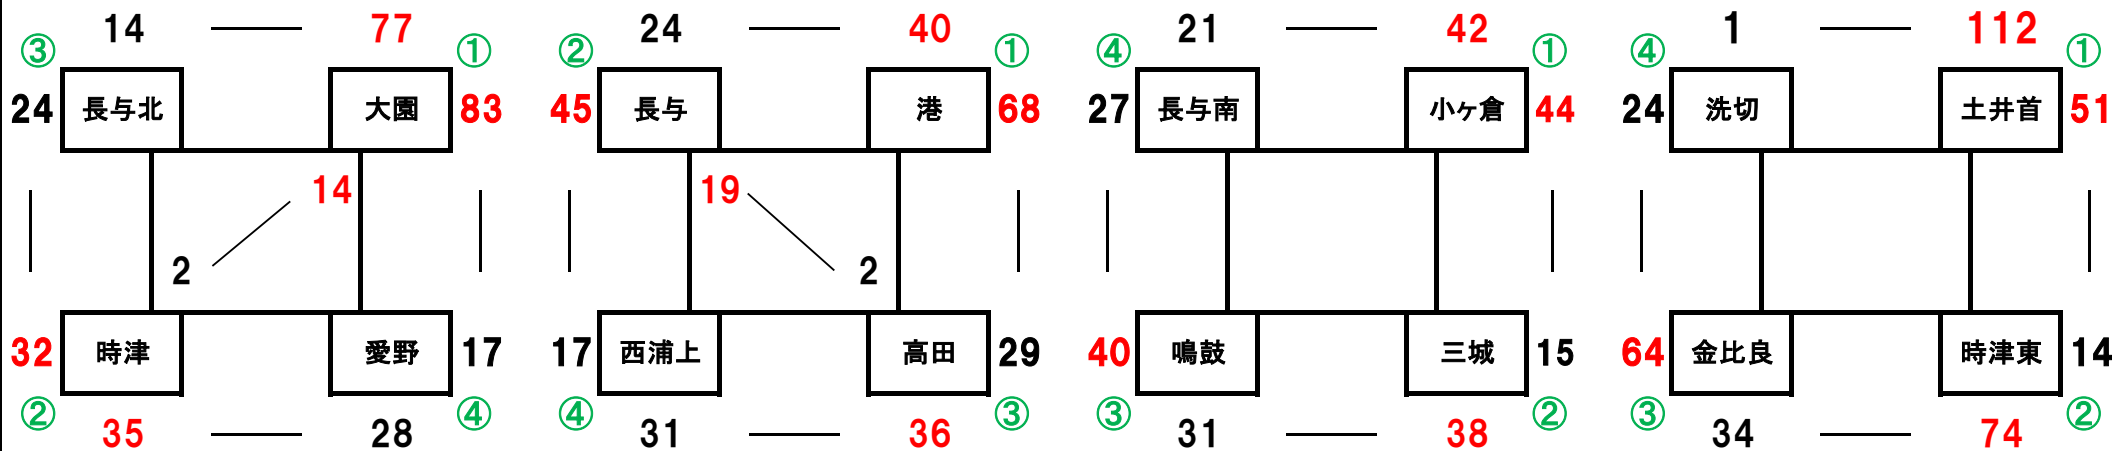 14 77 24 40 21 42 1 112
③ ① ② ① ④ ① ④ ①
24 長与北 大園 83 45 長与 港 68 27 長与南 小ヶ倉 44 24 洗切 土井首 51
14 19
2 2
32 時津 愛野 17 17 西浦上 高田 29 40 鳴鼓 三城 15 64 金比良 時津東 14
② ④ ④ ③ ③ ② ③ ②
35 28 31 36 31 38 34 74